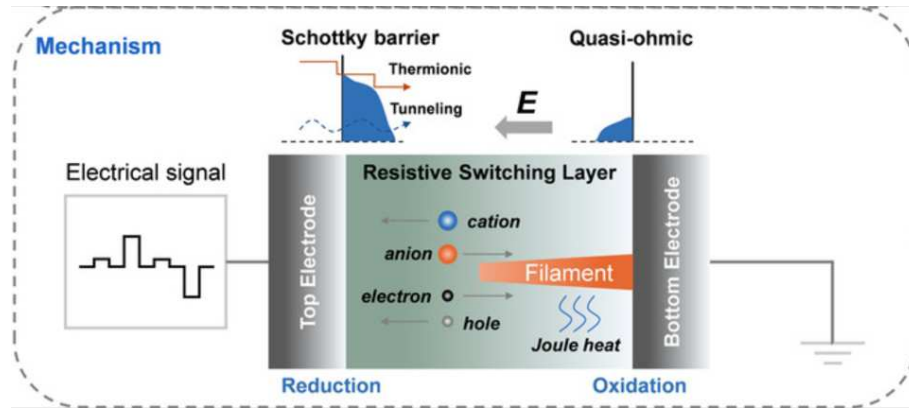 Mechanism
Schottky barrier
Quasi-ohmic
Thermionic
Tunneling
E
Electrical signal
Resistive Switching Layer
Top Electrode
cation
anion
Filament
electron
hole
Joule heat
Bottom Electrode
Reduction
Oxidation